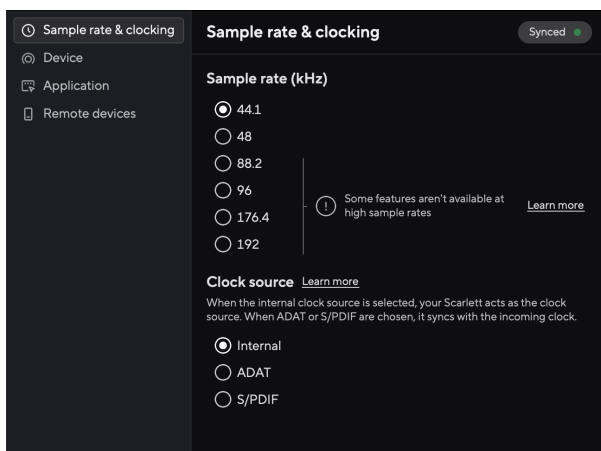 Sample rate & clocking
Device
Application
Remote devices
Sample rate & clocking
Synced
Sample rate (kHz)
44.1
48
88.2
96
176.4
192
Some features aren't available at
high sample rates
Learn more
Clock source Learn more
When the internal clock source is selected, your Scarlett acts as the clock
source. When ADAT or S/PDIF are chosen, it syncs with the incoming clock.
Internal
ADAT
S/PDIF